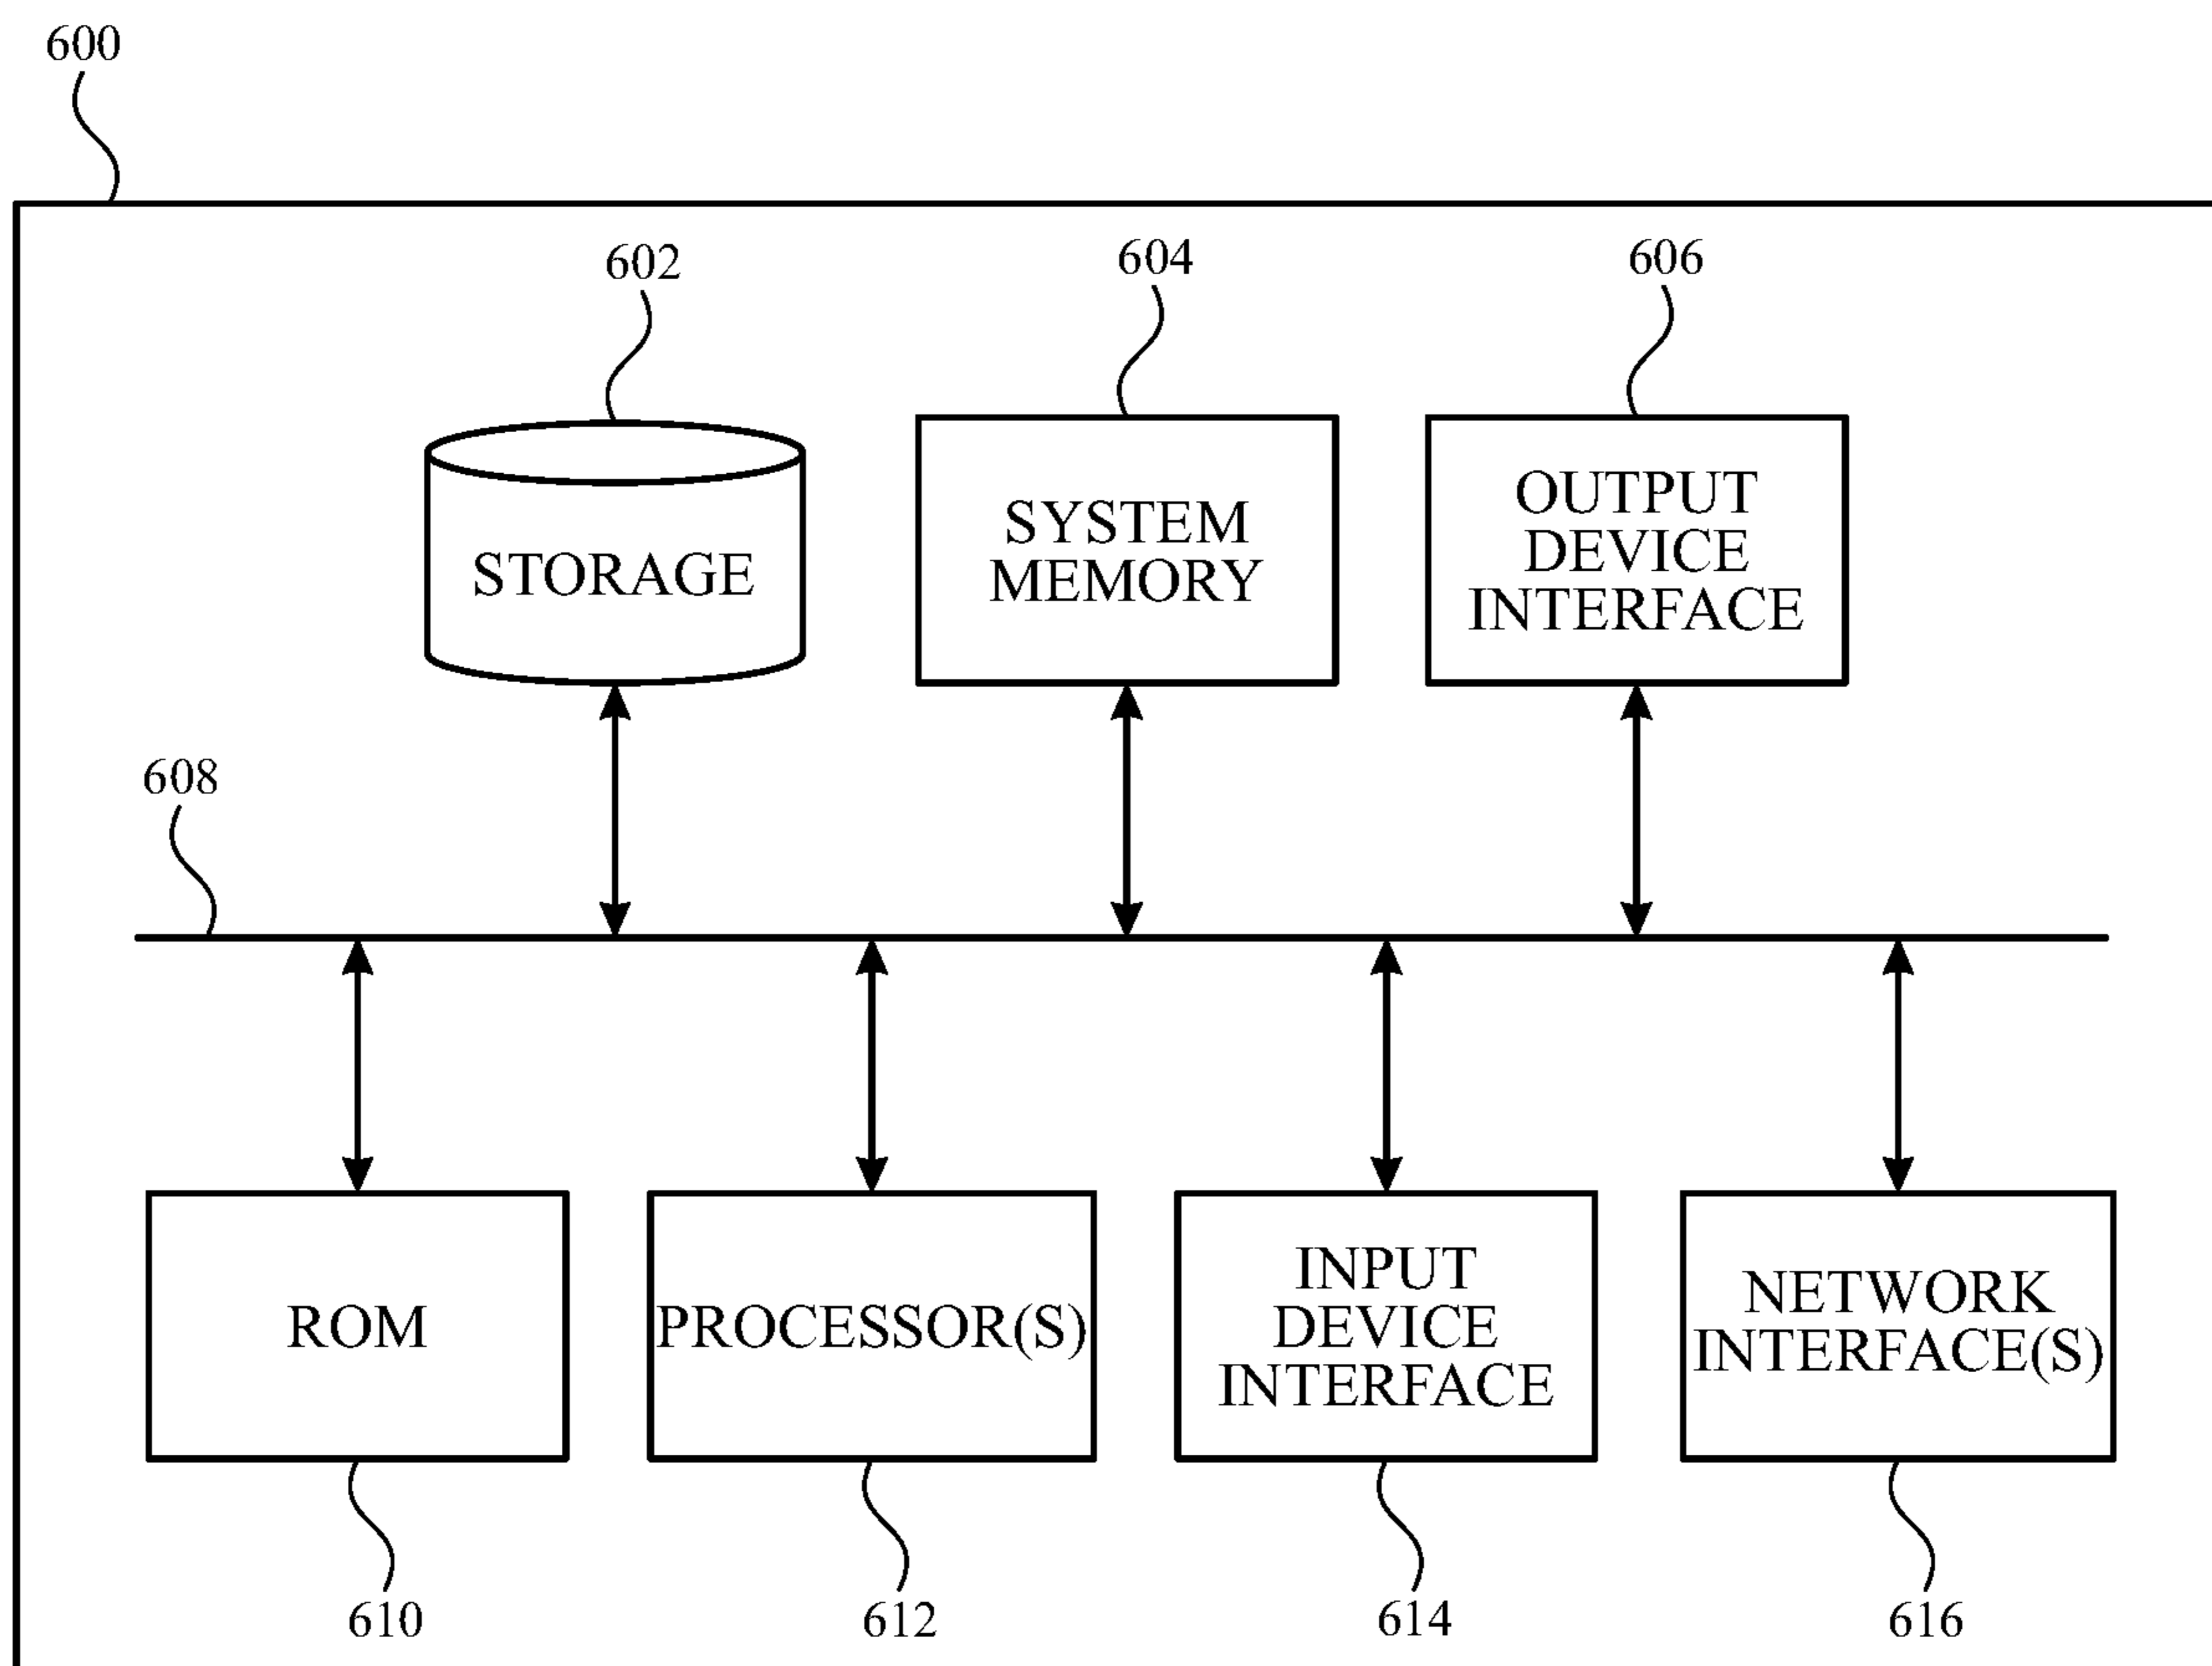 600
602
604
606
STORAGE
SYSTEM
MEMORY
OUTPUT
DEVICE
INTERFACE
608
ROM
PROCESSOR(S)
INPUT
DEVICE
INTERFACE
NETWORK
INTERFACE(S)
610
612
614
616